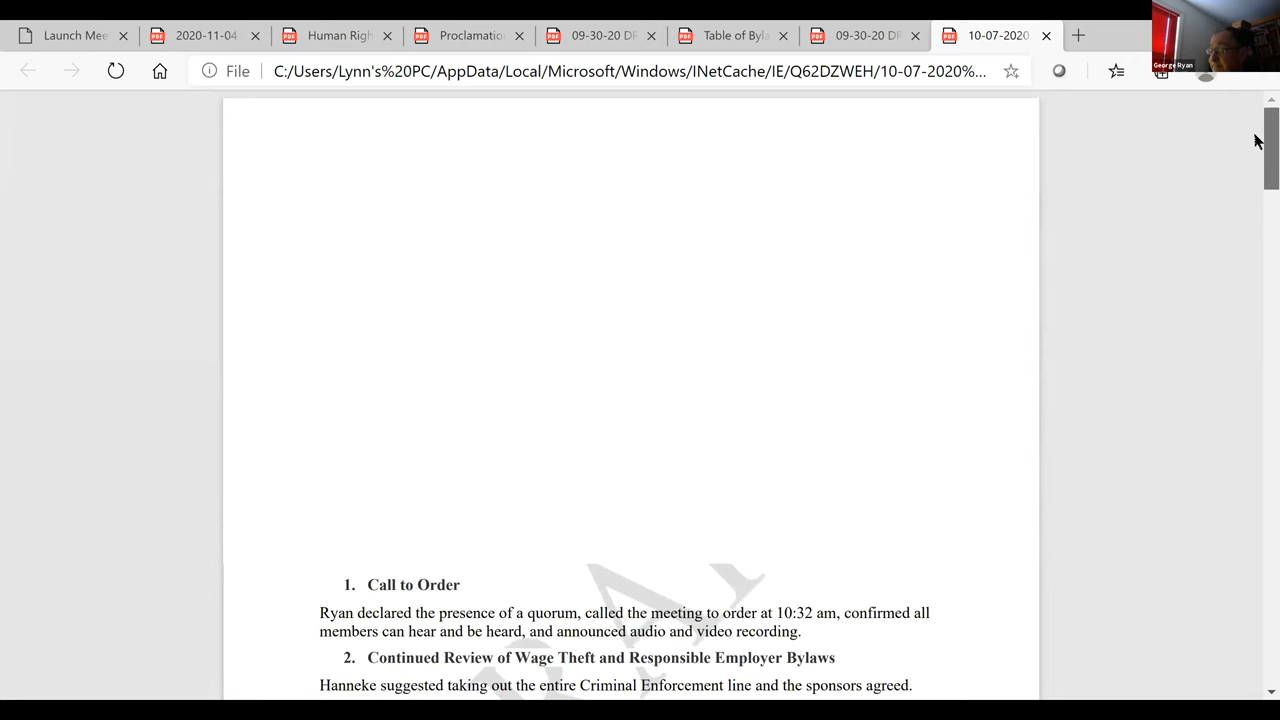 Launch Mee
2020-11-04
Human Righ
Proclamatio
09-30-20 DR
Table of Byla
09-30-20 DR
10-07-2020
George Ryan
File
C:/Users/Lynn's%20PC/AppData/Local/Microsoft/Windows/INetCache/IE/Q62DZWEH/10-07-2020%...
1. Call to Order
Ryan declared the presence of a quorum, called the meeting to order at 10:32 am, confirmed all
members can hear and be heard, and announced audio and video recording.
2. Continued Review of Wage Theft and Responsible Employer Bylaws
Hanneke suggested taking out the entire Criminal Enforcement line and the sponsors agreed.